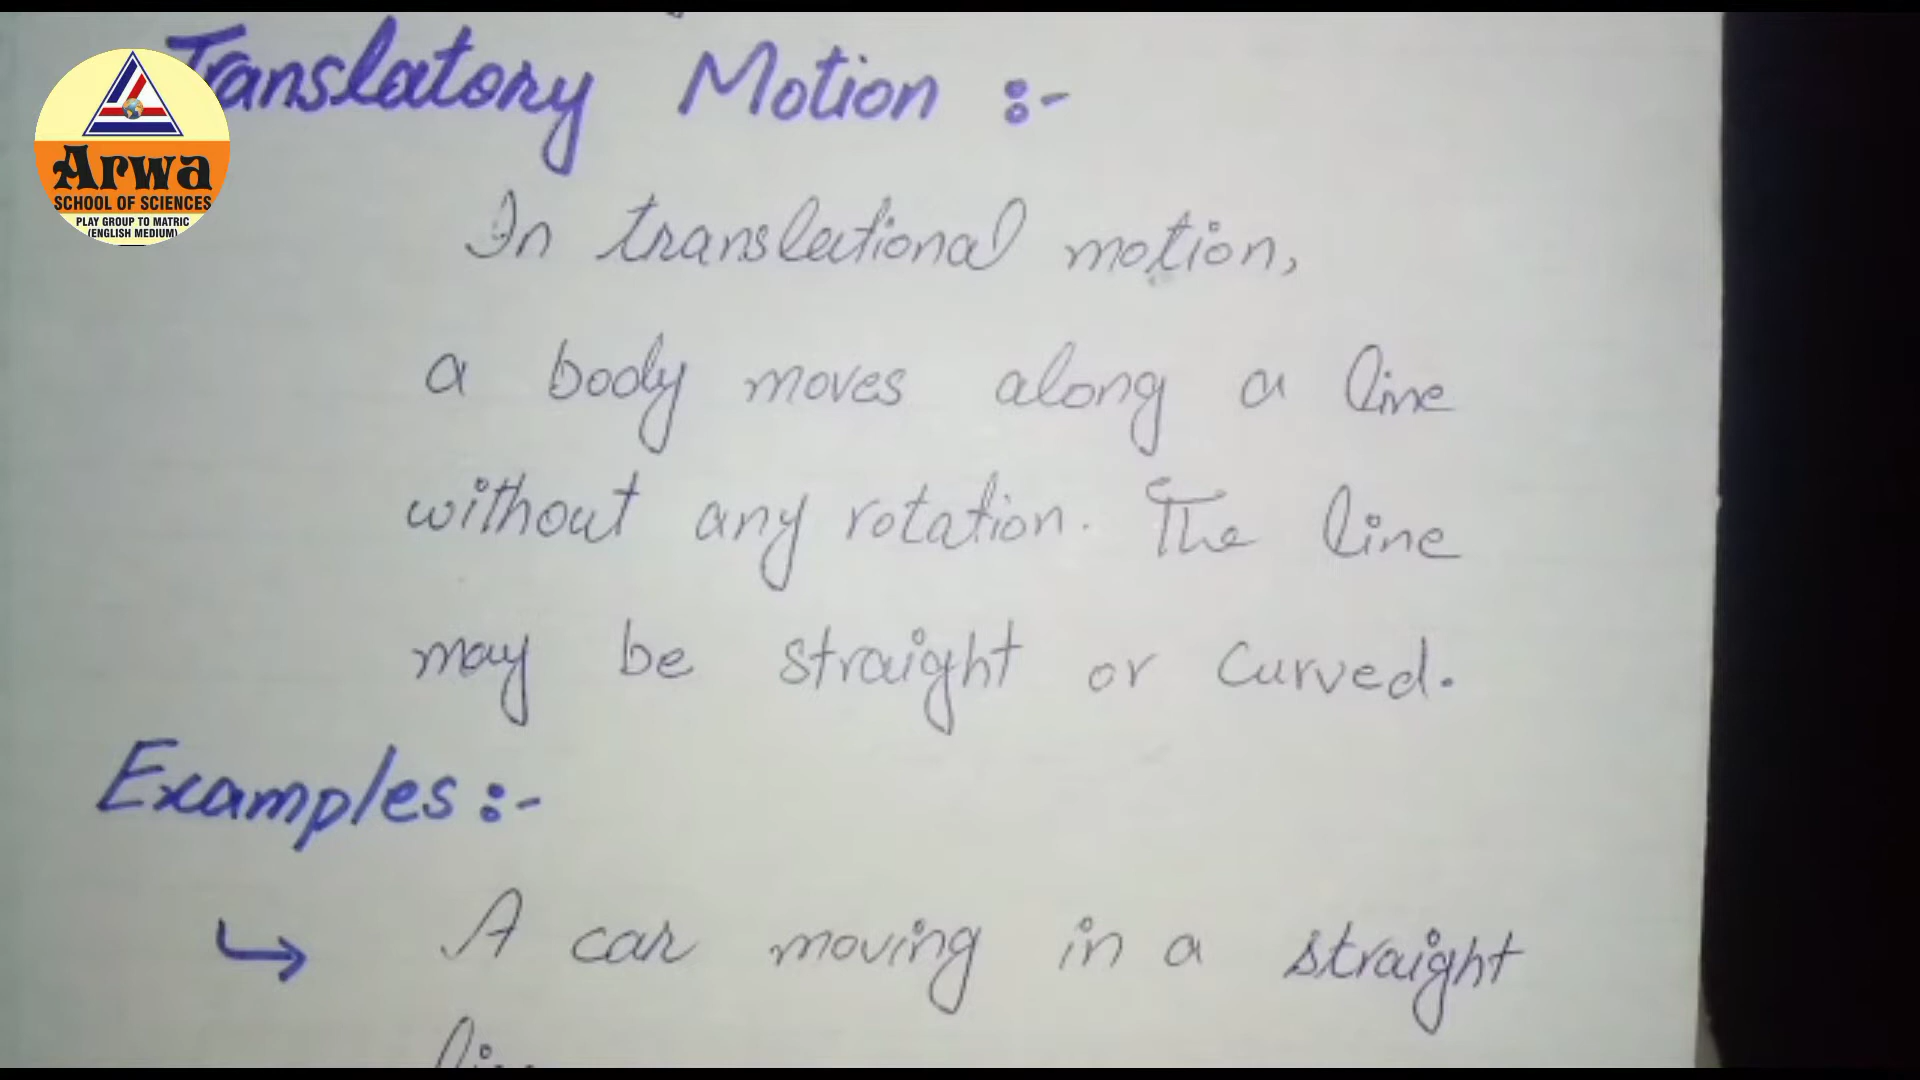 Translatory Motion :-
Arwa
SCHOOL OF SCIENCES
PLAY GROUP TO MATRIC
(ENGLISH MEDIUM)
In translational motion,
a body moves along a line
without any rotation. The line
may be straight or curved.
Examples :-
↳ A car moving in a straight